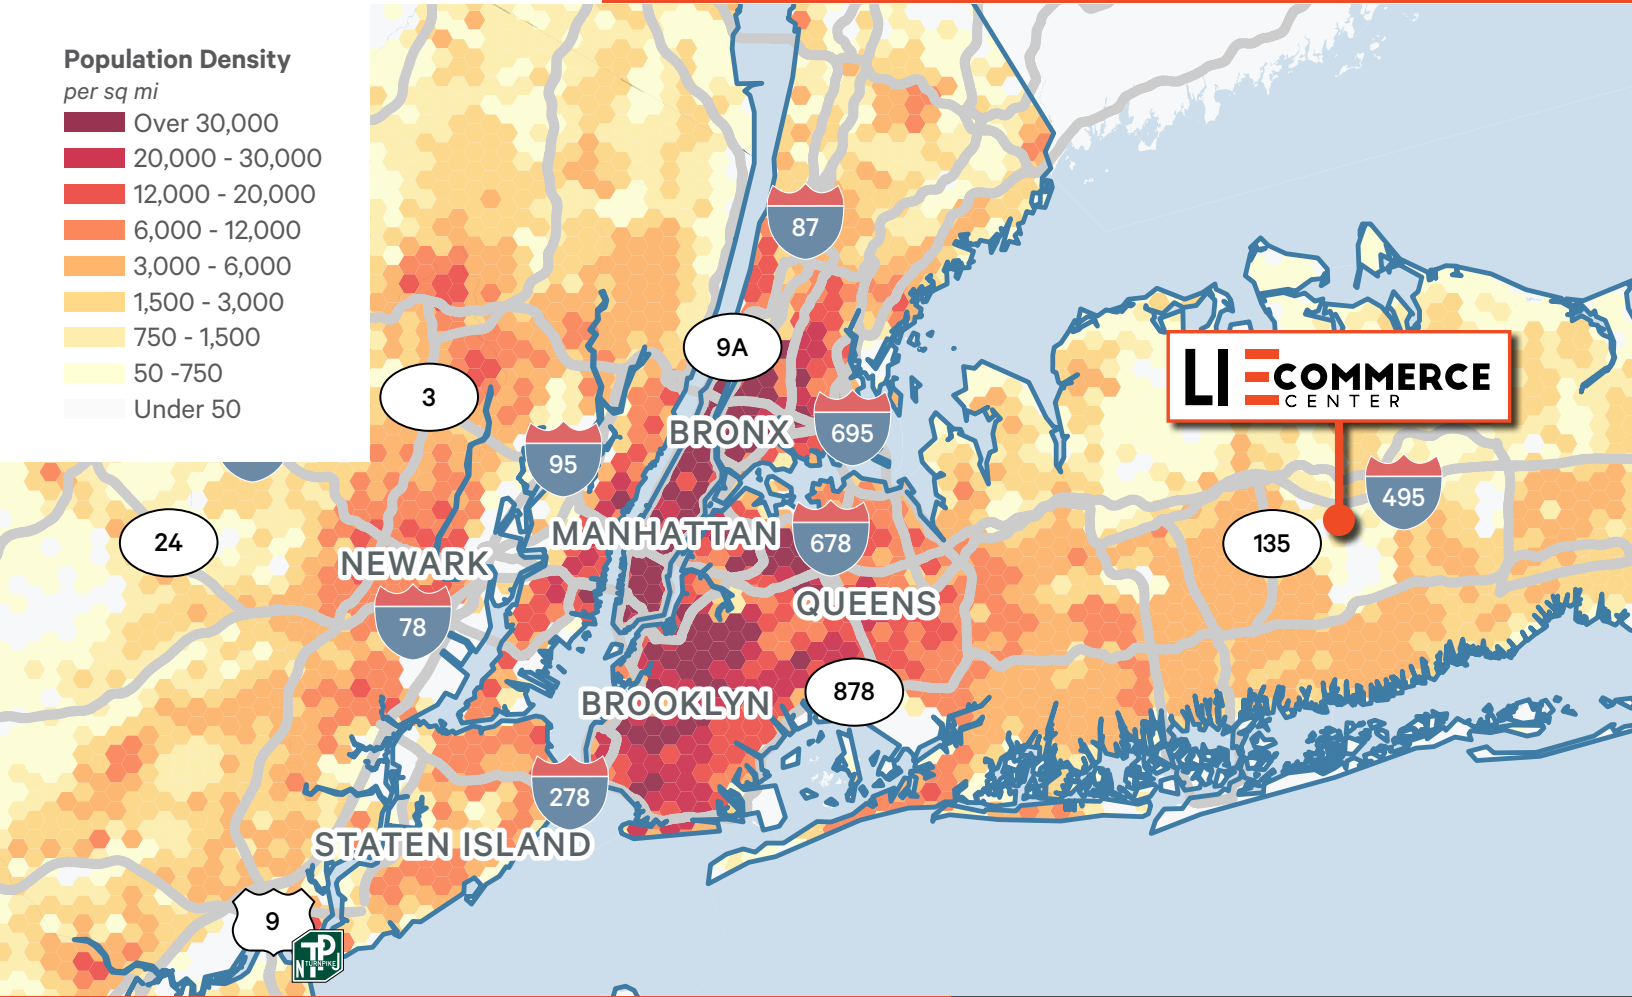 Population Density
per sq mi
Over 30,000
20,000 - 30,000
12,000 - 20,000
6,000 - 12,000
3,000 - 6,000
1,500 - 3,000
750 - 1,500
50 -750
Under 50
87
9A
3
LI ECOMMERCE
CENTER
BRONX
695
95
495
24
MANHATTAN
678
135
NEWARK
78
QUEENS
BROOKLYN
878
278
STATEN ISLAND
9
TP
N TURNPIKE J